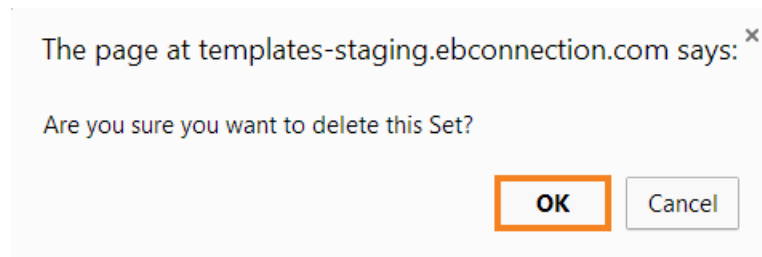 The page at templates-staging.ebconnection.com says:
Are you sure you want to delete this Set?
OK Cancel